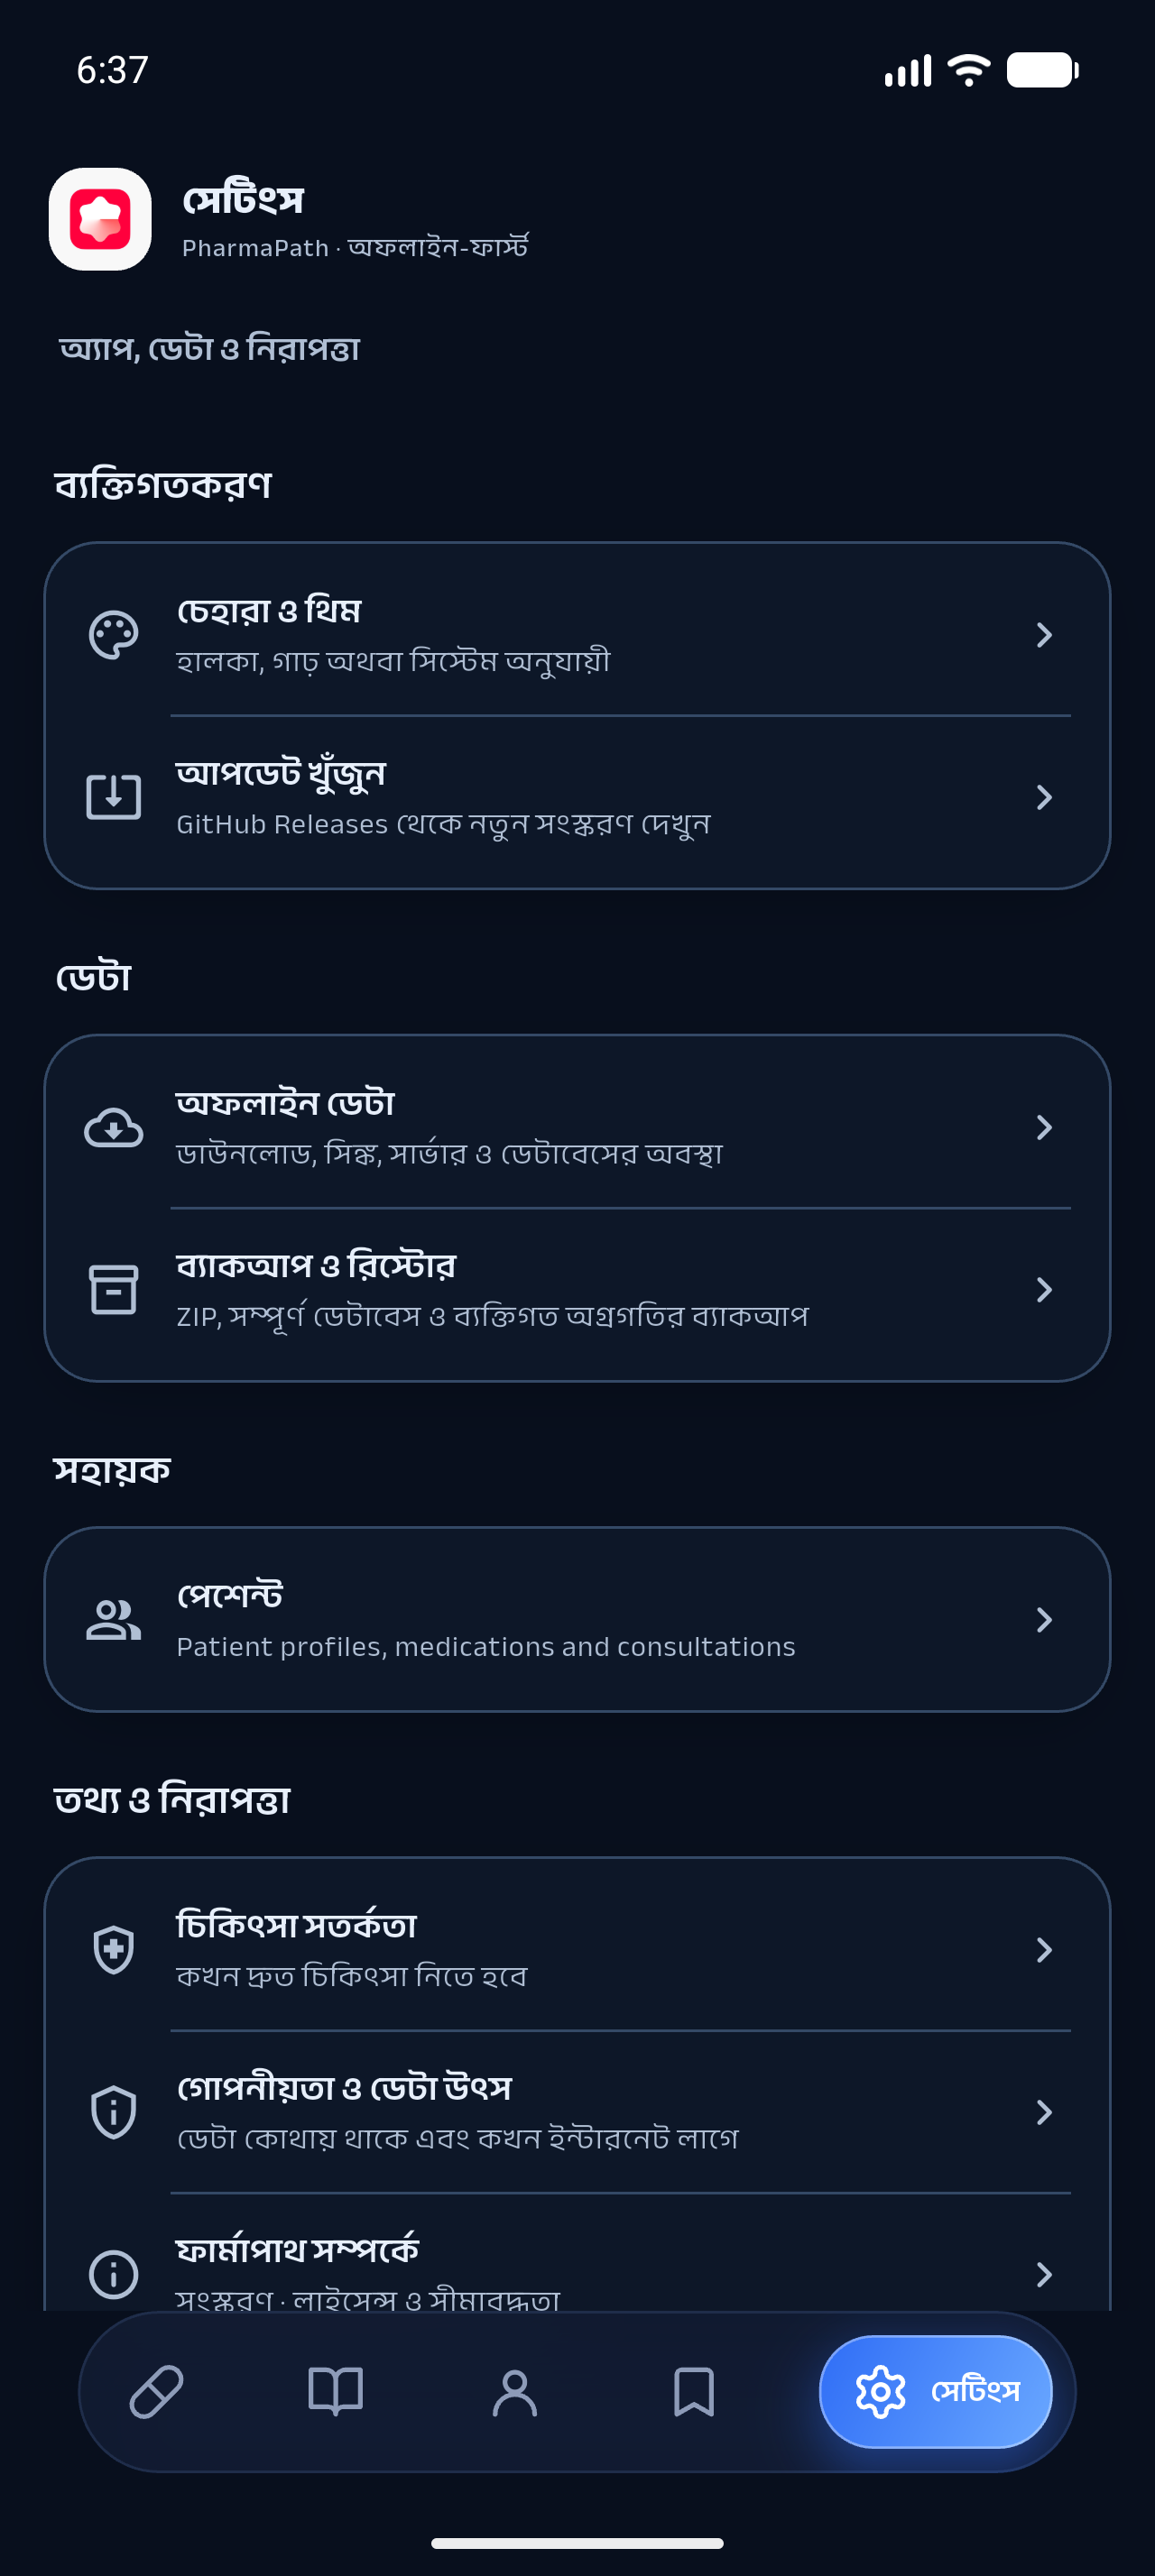 6:37
সেটিংস
PharmaPath · অফলাইন-ফার্স্ট
অ্যাপ, ডেটা ও নিরাপত্তা
ব্যক্তিগতকরণ
চেহারা ও থিম
হালকা, গাঢ় অথবা সিস্টেম অনুযায়ী
আপডেট খুঁজুন
GitHub Releases থেকে নতুন সংস্করণ দেখুন
ডেটা
অফলাইন ডেটা
ডাউনলোড, সিঙ্ক, সার্ভার ও ডেটাবেসের অবস্থা
ব্যাকআপ ও রিস্টোর
ZIP, সম্পূর্ণ ডেটাবেস ও ব্যক্তিগত অগ্রগতির ব্যাকআপ
সহায়ক
পেশেন্ট
Patient profiles, medications and consultations
তথ্য ও নিরাপত্তা
চিকিৎসা সতর্কতা
কখন দ্রুত চিকিৎসা নিতে হবে
গোপনীয়তা ও ডেটা উৎস
ডেটা কোথায় থাকে এবং কখন ইন্টারনেট লাগে
ফার্মাপাথ সম্পর্কে
সংস্করণ · লাইসেন্স ও সীমাবদ্ধতা
সেটিংস